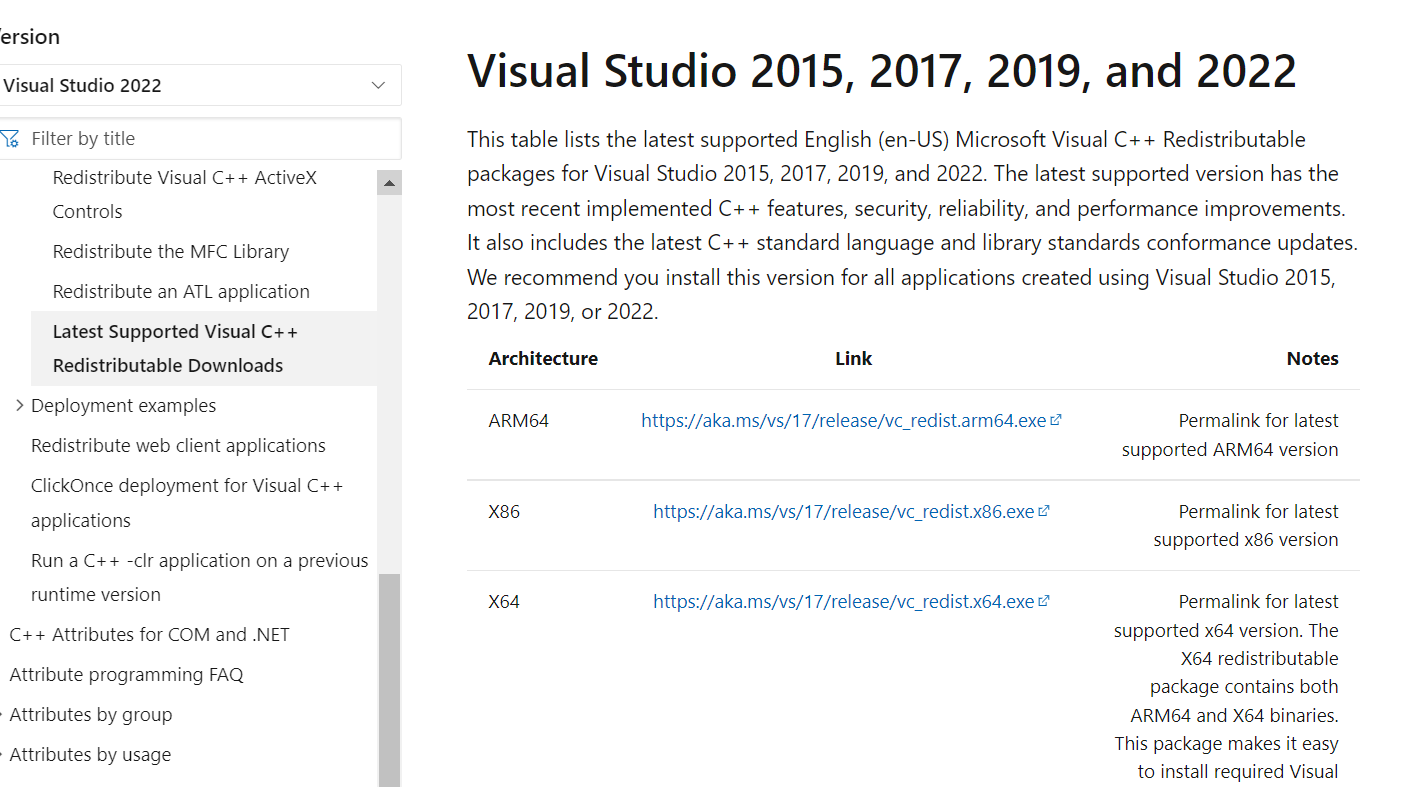 ersion
Visual Studio 2022
Filter by title
Redistribute Visual C++ ActiveX
Controls
Redistribute the MFC Library
Redistribute an ATL application
Latest Supported Visual C++
Redistributable Downloads
Deployment examples
Redistribute web client applications
ClickOnce deployment for Visual C++
applications
Run a C++ -clr application on a previous
runtime version
C++ Attributes for COM and .NET
Attribute programming FAQ
Attributes by group
Attributes by usage
Visual Studio 2015, 2017, 2019, and 2022
This table lists the latest supported English (en-US) Microsoft Visual C++ Redistributable
packages for Visual Studio 2015, 2017, 2019, and 2022. The latest supported version has the
most recent implemented C++ features, security, reliability, and performance improvements.
It also includes the latest C++ standard language and library standards conformance updates.
We recommend you install this version for all applications created using Visual Studio 2015,
2017, 2019, or 2022.
Architecture Link Notes
ARM64 https://aka.ms/vs/17/release/vc_redist.arm64.exe Permalink for latest
supported ARM64 version
X86 https://aka.ms/vs/17/release/vc_redist.x86.exe Permalink for latest
supported x86 version
X64 https://aka.ms/vs/17/release/vc_redist.x64.exe Permalink for latest
supported x64 version. The
X64 redistributable
package contains both
ARM64 and X64 binaries.
This package makes it easy
to install required Visual